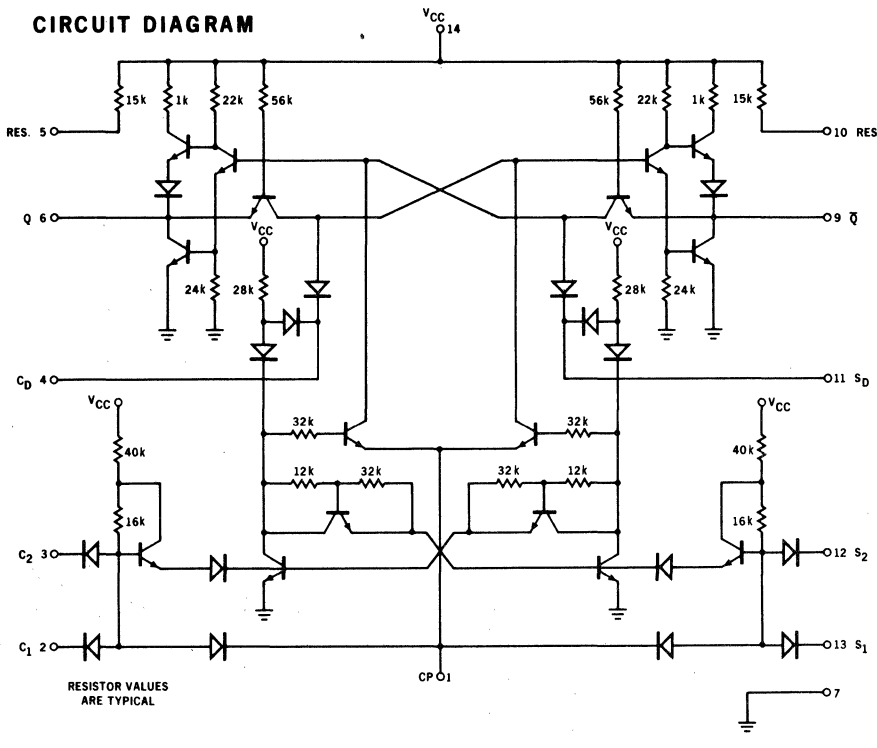 CIRCUIT DIAGRAM
VCC
14
15k 1k 22k 56k 56k 22k 1k 15k
RES. 5 10 RES
Q 6 9 Q̅
VCC VCC
24k 28k 28k 24k
CD 4 11 SD
VCC VCC
32k 32k
40k 40k
12k 32k 32k 12k
16k 16k
C2 3 12 S2
C1 2 13 S1
CP 1
RESISTOR VALUES
ARE TYPICAL
7